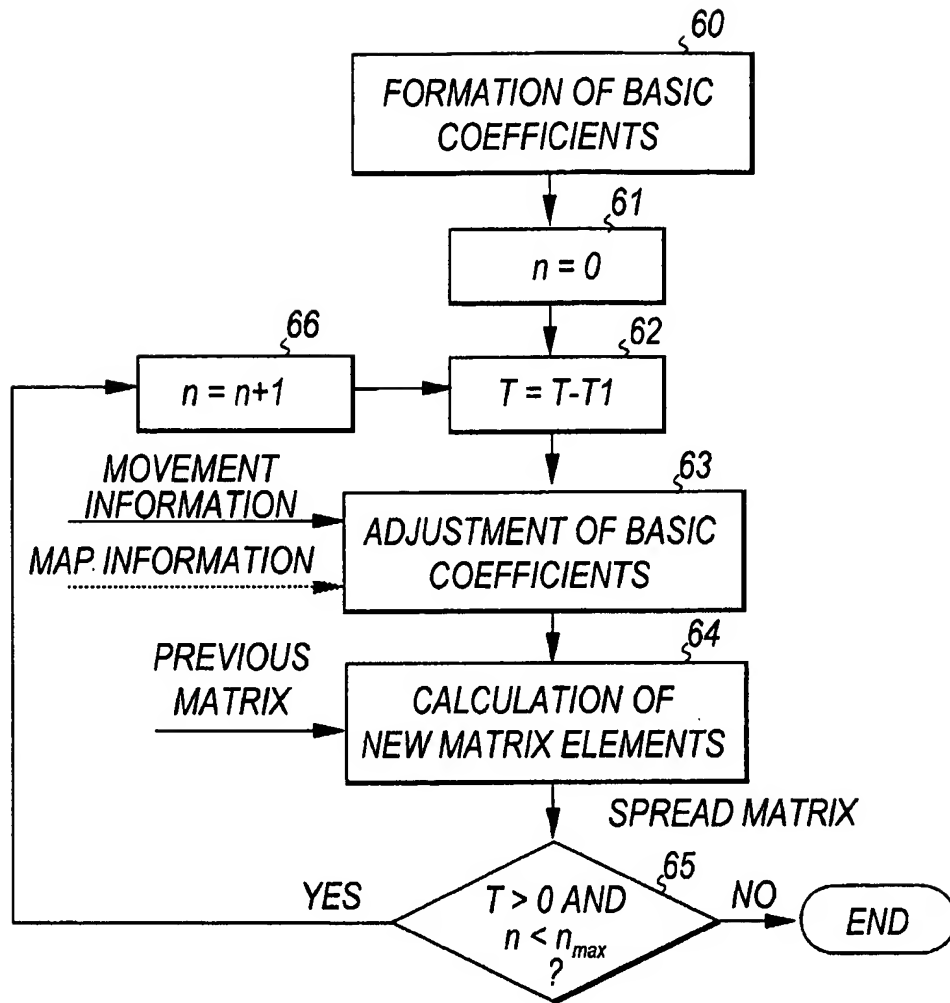 60
FORMATION OF BASIC
COEFFICIENTS
61
n = 0
66
n = n+1
62
T = T-T1
MOVEMENT
INFORMATION
MAP. INFORMATION
63
ADJUSTMENT OF BASIC
COEFFICIENTS
PREVIOUS
MATRIX
64
CALCULATION OF
NEW MATRIX ELEMENTS
SPREAD MATRIX
65
YES
T > 0 AND
n < nmax
?
NO
END